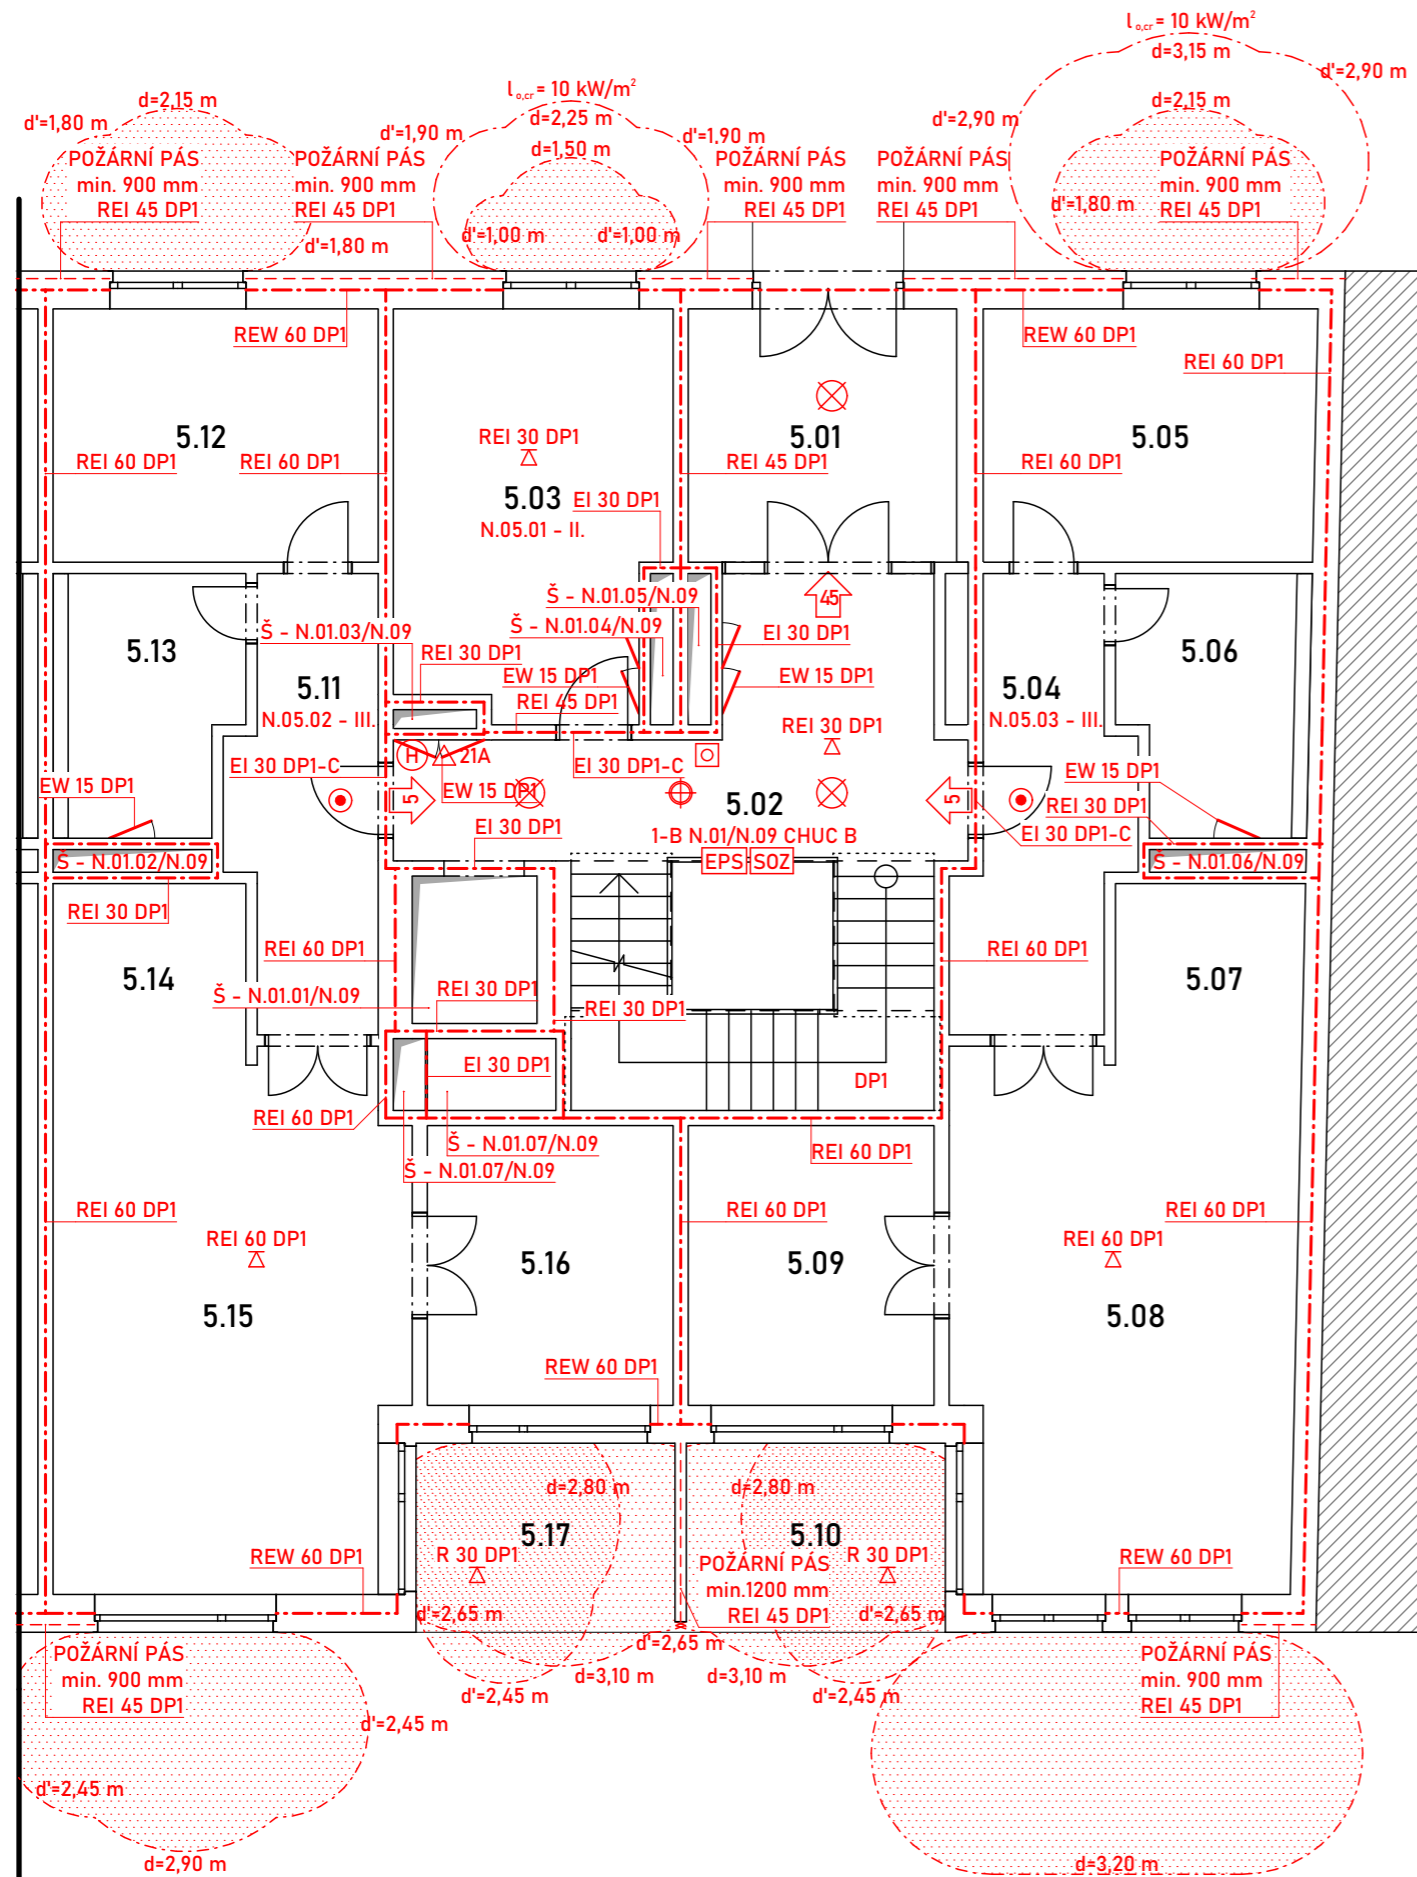 lo,cr = 10 kW/m²
d=3,15 m
d'=2,90 m
d=2,15 m
d'=1,80 m
lo,cr = 10 kW/m²
d=2,25 m
d'=1,90 m
d'=1,90 m
d'=2,90 m
d=2,15 m
d=1,50 m
POŽÁRNÍ PÁS
min. 900 mm
REI 45 DP1
POŽÁRNÍ PÁS
min. 900 mm
REI 45 DP1
POŽÁRNÍ PÁS
min. 900 mm
REI 45 DP1
POŽÁRNÍ PÁS
min. 900 mm
REI 45 DP1
POŽÁRNÍ PÁS
min. 900 mm
REI 45 DP1
d'=1,80 m
d'=1,80 m
d'=1,00 m
d'=1,00 m
REW 60 DP1
REW 60 DP1
REI 60 DP1
5.12
REI 60 DP1
REI 60 DP1
REI 30 DP1
5.03
N.05.01 - II.
EI 30 DP1
5.01
REI 45 DP1
5.05
REI 60 DP1
Š - N.01.05/N.09
Š - N.01.04/N.09
45
Š - N.01.03/N.09
EI 30 DP1
5.13
REI 30 DP1
5.06
EW 15 DP1
EW 15 DP1
5.11
N.05.02 - III.
REI 45 DP1
5.04
N.05.03 - III.
REI 30 DP1
H
21A
EI 30 DP1-C
EI 30 DP1-C
EW 15 DP1
EW 15 DP1
5
EW 15 DP1
5.02
5
REI 30 DP1
EI 30 DP1
1-B N.01/N.09 CHUC B
EI 30 DP1-C
EPS
SOZ
Š - N.01.02/N.09
Š - N.01.06/N.09
REI 30 DP1
REI 60 DP1
REI 60 DP1
5.14
5.07
Š - N.01.01/N.09
REI 30 DP1
REI 30 DP1
EI 30 DP1
DP1
REI 60 DP1
Š - N.01.07/N.09
REI 60 DP1
Š - N.01.07/N.09
REI 60 DP1
REI 60 DP1
REI 60 DP1
REI 60 DP1
REI 60 DP1
5.16
5.09
5.15
5.08
REW 60 DP1
d=2,80 m
d=2,80 m
5.17
5.10
REW 60 DP1
R 30 DP1
R 30 DP1
REW 60 DP1
POŽÁRNÍ PÁS
min.1200 mm
REI 45 DP1
d'=2,65 m
d'=2,65 m
d'=2,65 m
POŽÁRNÍ PÁS
min. 900 mm
REI 45 DP1
d=3,10 m
d=3,10 m
POŽÁRNÍ PÁS
min. 900 mm
REI 45 DP1
d'=2,45 m
d'=2,45 m
d'=2,45 m
d'=2,45 m
d=2,90 m
d=3,20 m